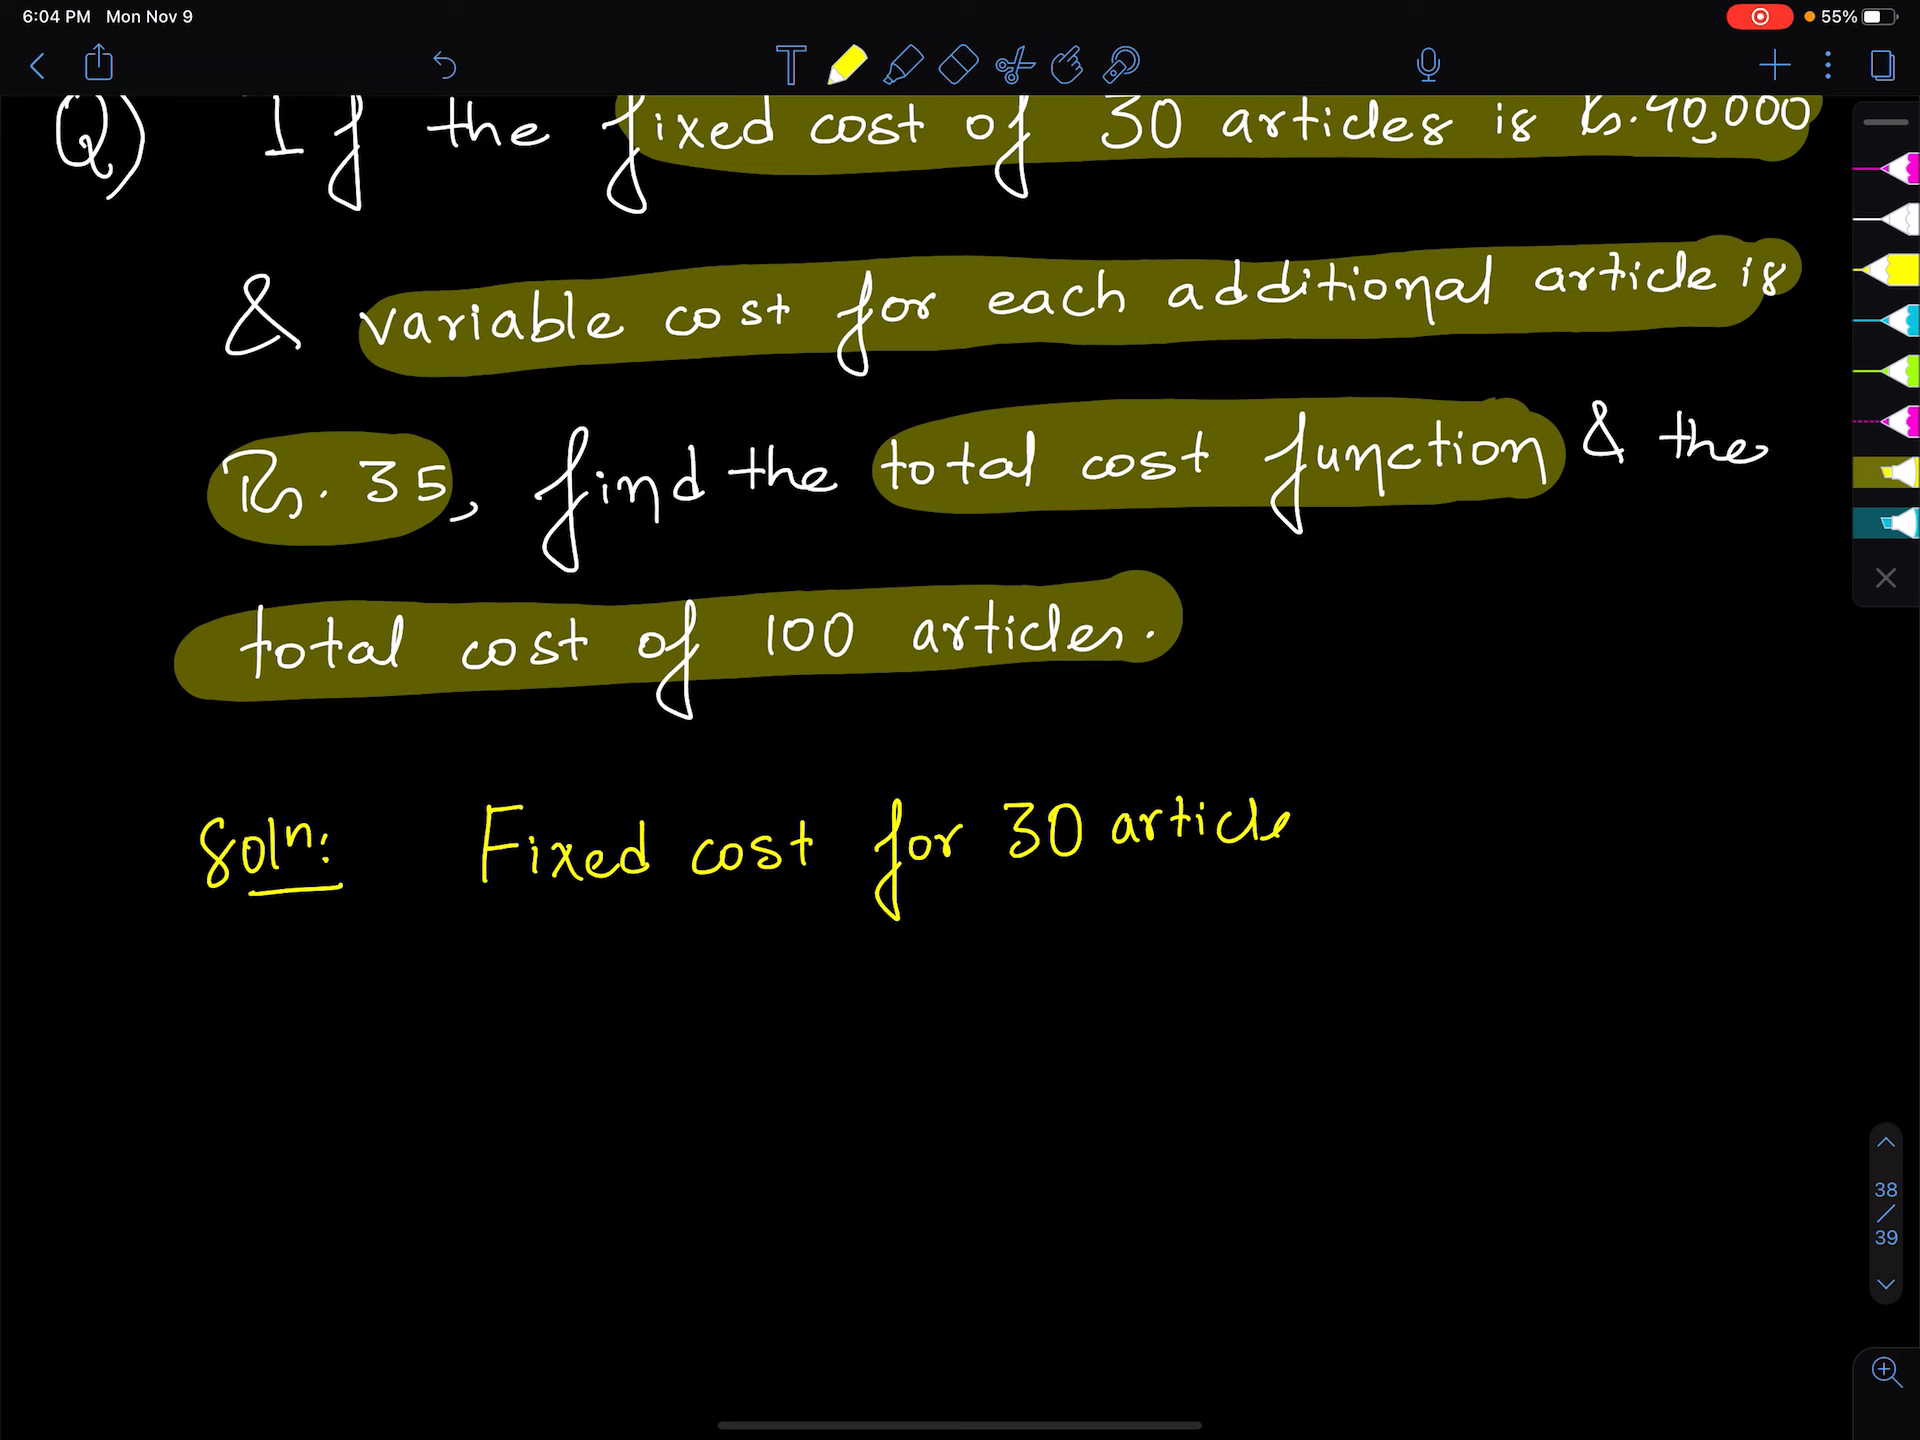 6:04 PM Mon Nov 9 55%
Q) If the fixed cost of 30 articles is Rs. 40,000
& variable cost for each additional article is
Rs. 35, find the total cost function & the
total cost of 100 articles.
Soln: Fixed cost for 30 article
38
/
39